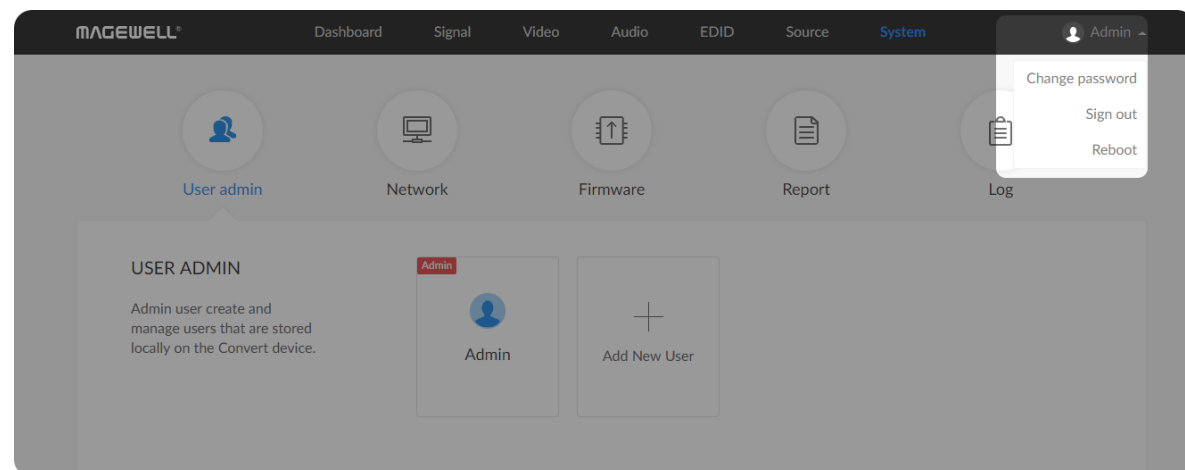 MAGEWELL®
Dashboard
Signal
Video
Audio
EDID
Source
System
Admin
Change password
Sign out
Reboot
User admin
Network
Firmware
Report
Log
USER ADMIN
Admin user create and
manage users that are stored
locally on the Convert device.
Admin
Admin
Add New User